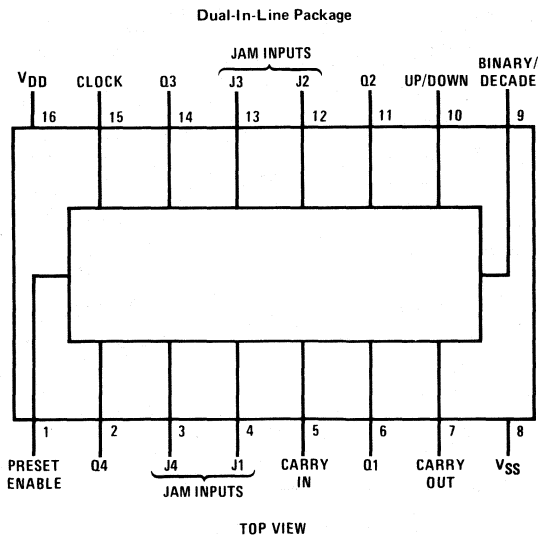 Dual-In-Line Package
JAM INPUTS
VDD CLOCK Q3 J3 J2 Q2 UP/DOWN BINARY/
DECADE
16 15 14 13 12 11 10 9
1 2 3 4 5 6 7 8
PRESET
ENABLE
Q4 J4 J1 CARRY
IN
Q1 CARRY
OUT
VSS
JAM INPUTS
TOP VIEW